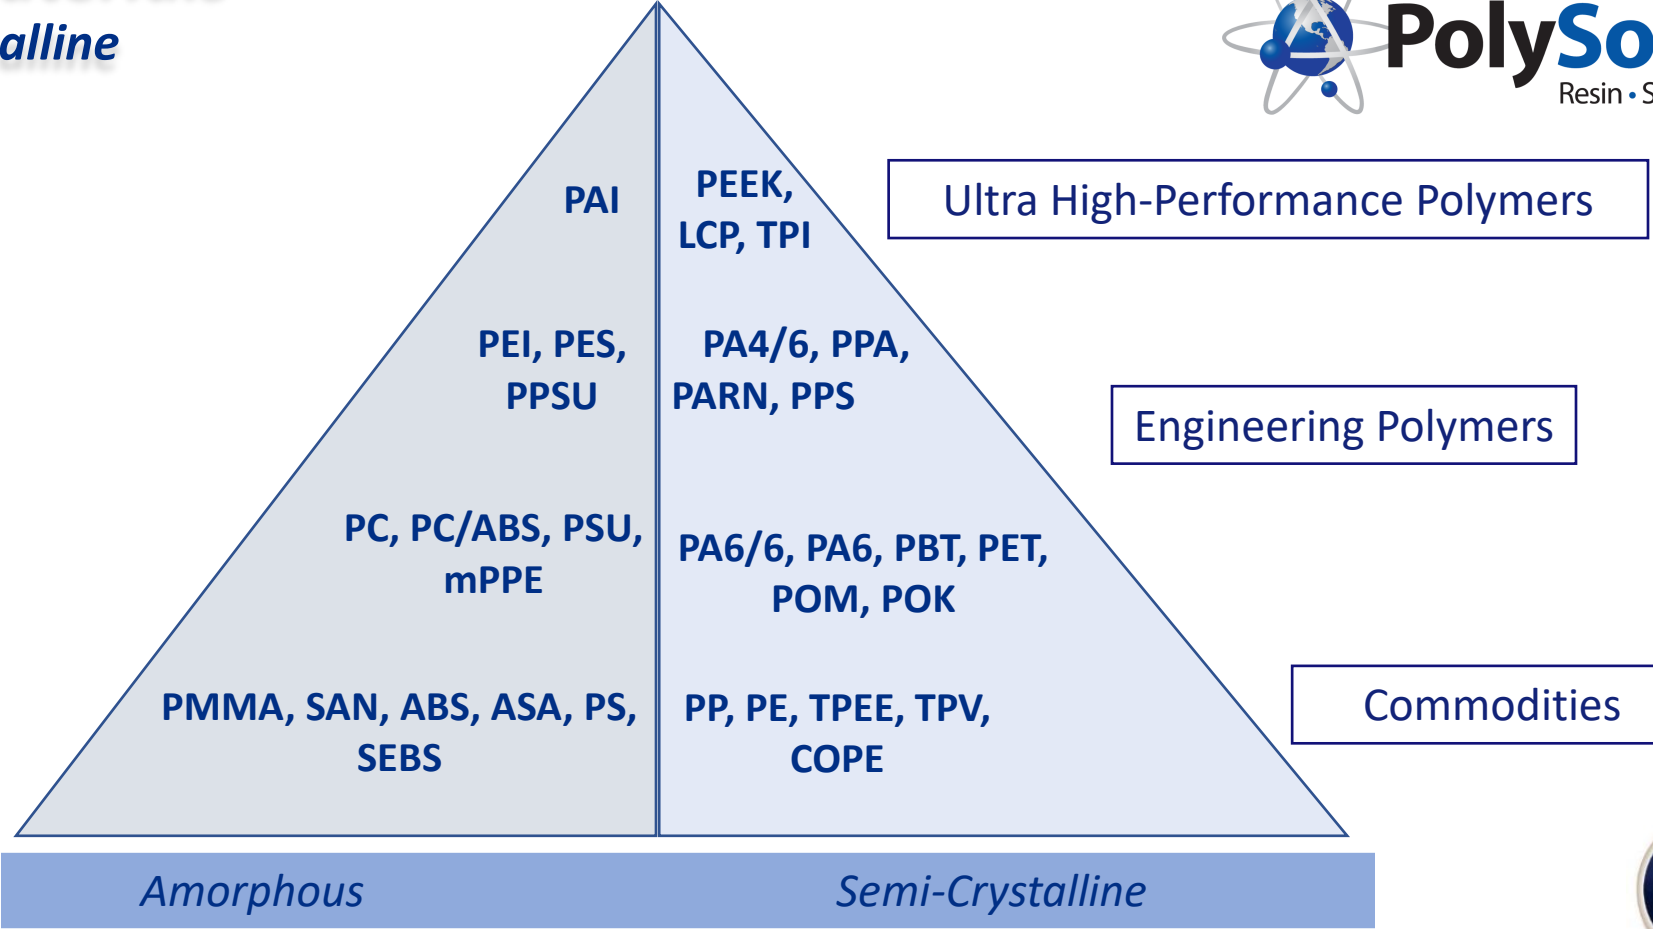 alline
PolySo
Resin • S
PAI
PEEK,
LCP, TPI
Ultra High-Performance Polymers
PEI, PES,
PPSU
PA4/6, PPA,
PARN, PPS
Engineering Polymers
PC, PC/ABS, PSU,
mPPE
PA6/6, PA6, PBT, PET,
POM, POK
PMMA, SAN, ABS, ASA, PS,
SEBS
PP, PE, TPEE, TPV,
COPE
Commodities
Amorphous
Semi-Crystalline